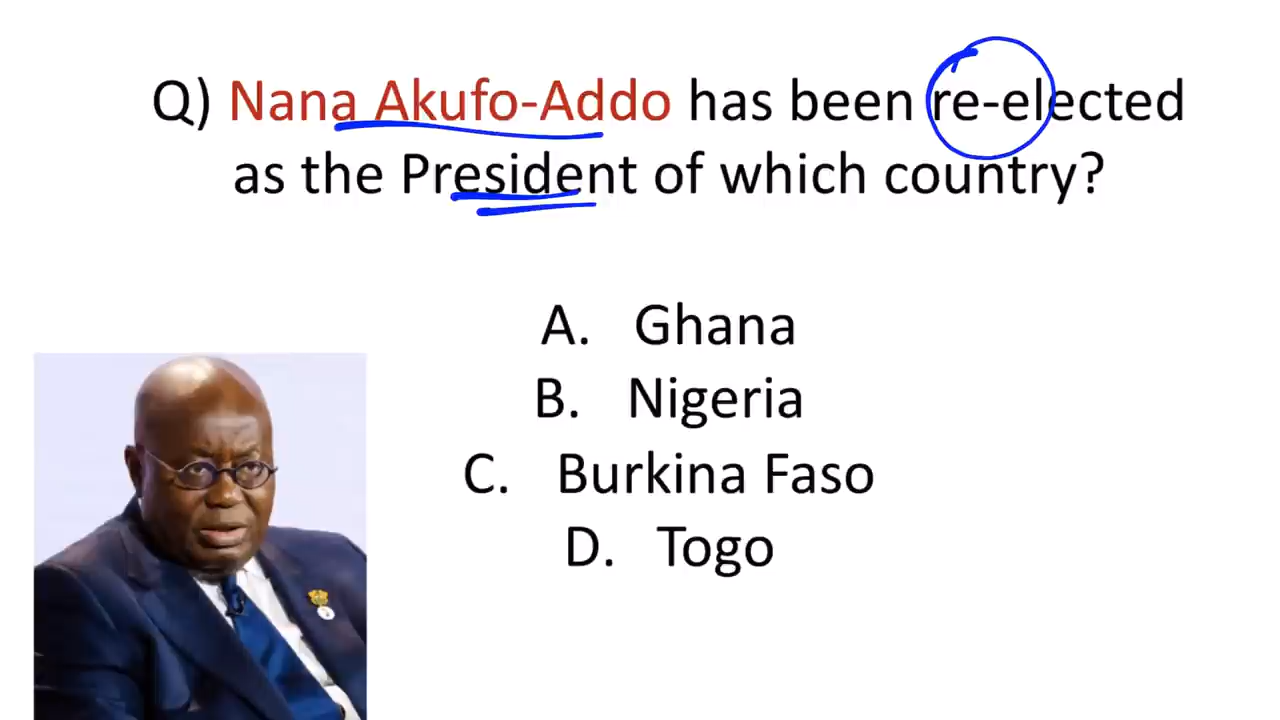 Q) Nana Akufo-Addo has been re-elected
as the President of which country?
A. Ghana
B. Nigeria
C. Burkina Faso
D. Togo